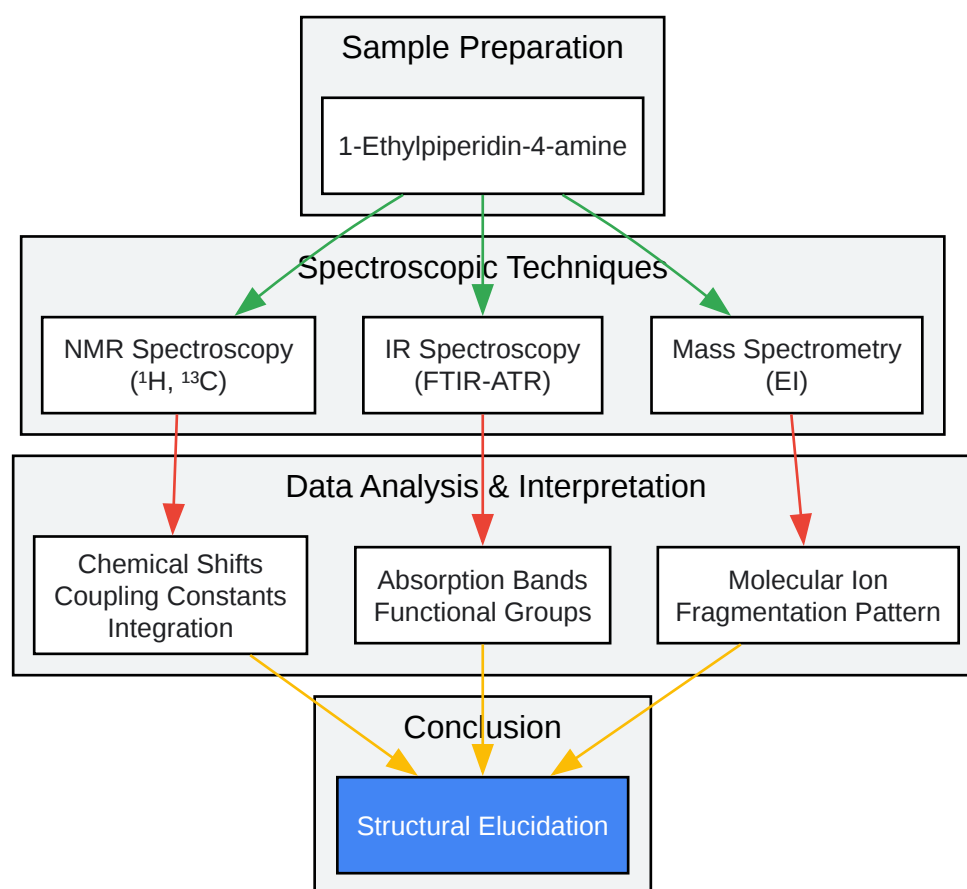 Sample Preparation
1-Ethylpiperidin-4-amine
Spectroscopic Techniques
NMR Spectroscopy
(¹H, ¹³C)
IR Spectroscopy
(FTIR-ATR)
Mass Spectrometry
(EI)
Data Analysis & Interpretation
Chemical Shifts
Coupling Constants
Integration
Absorption Bands
Functional Groups
Molecular Ion
Fragmentation Pattern
Conclusion
Structural Elucidation